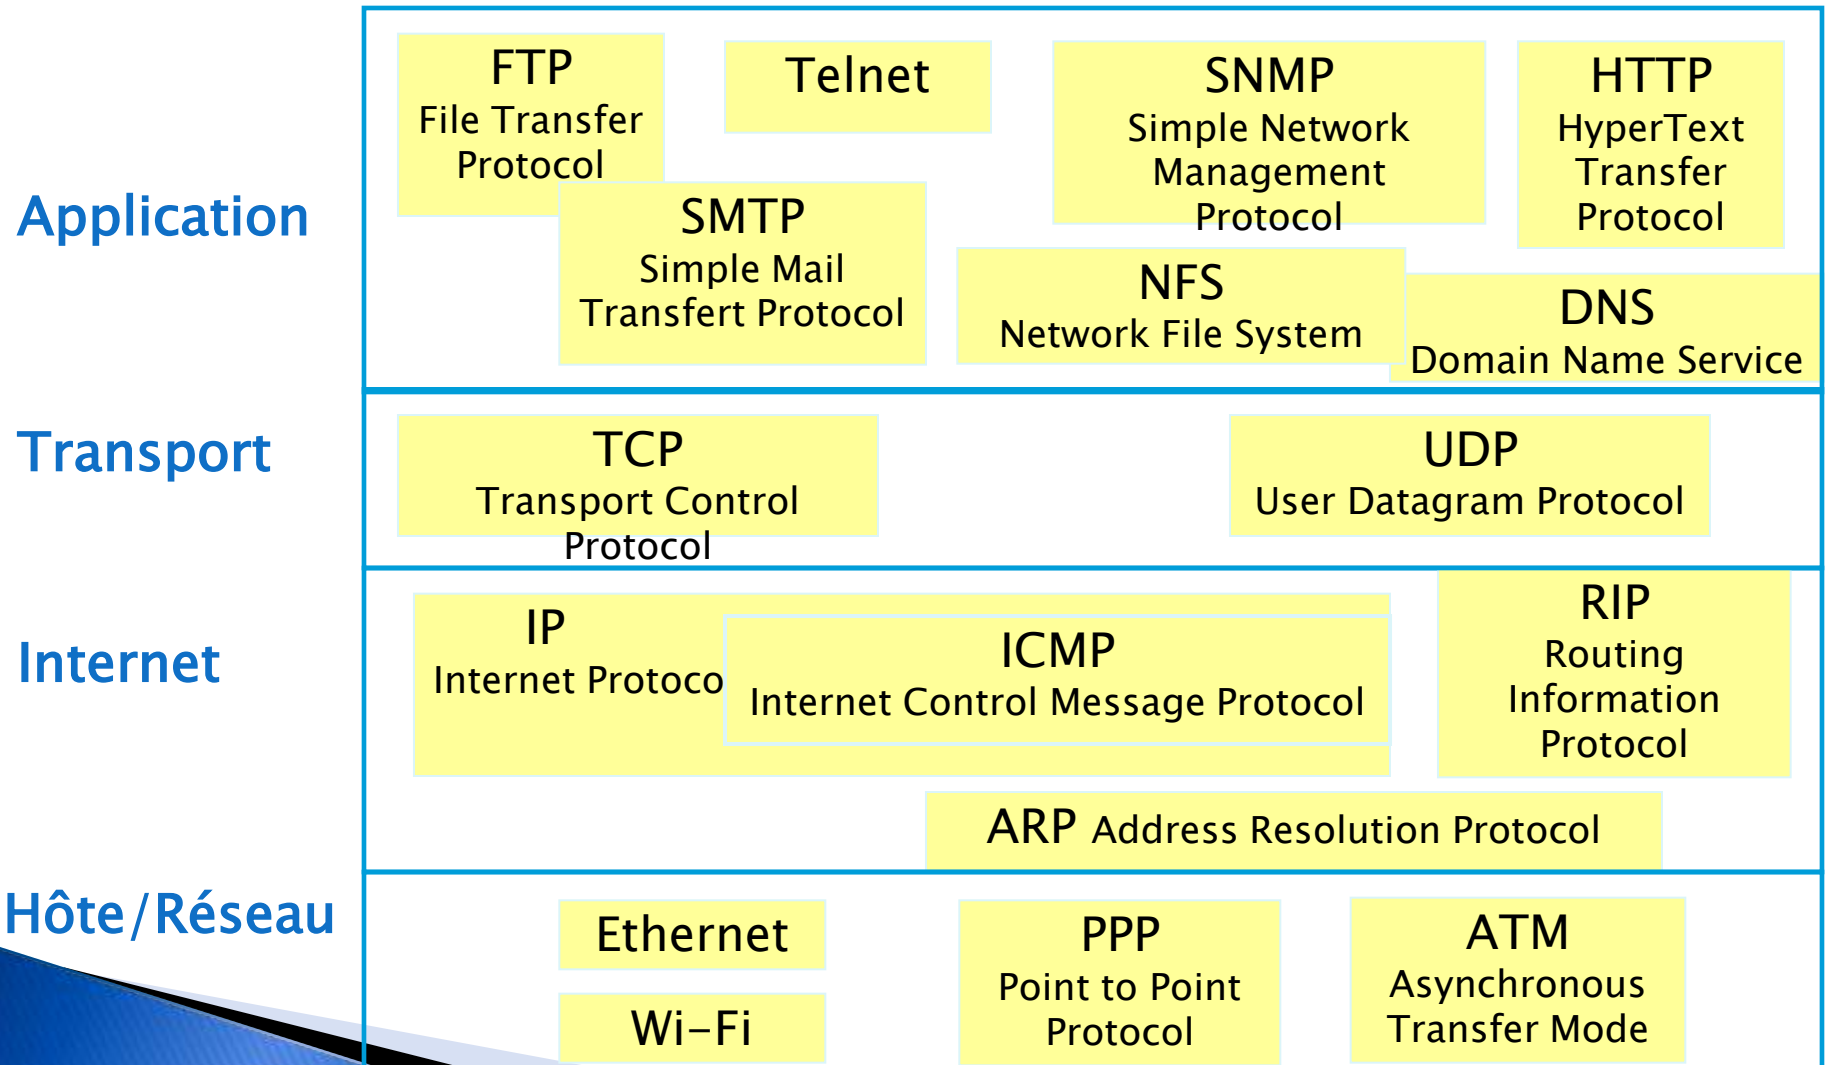 Application
FTP
File Transfer
Protocol
Telnet
SNMP
Simple Network
Management
Protocol
HTTP
HyperText
Transfer
Protocol
SMTP
Simple Mail
Transfert Protocol
NFS
Network File System
DNS
Domain Name Service
Transport
TCP
Transport Control
Protocol
UDP
User Datagram Protocol
Internet
IP
Internet Protoco
ICMP
Internet Control Message Protocol
RIP
Routing
Information
Protocol
ARP Address Resolution Protocol
Hôte/Réseau
Ethernet
Wi-Fi
PPP
Point to Point
Protocol
ATM
Asynchronous
Transfer Mode